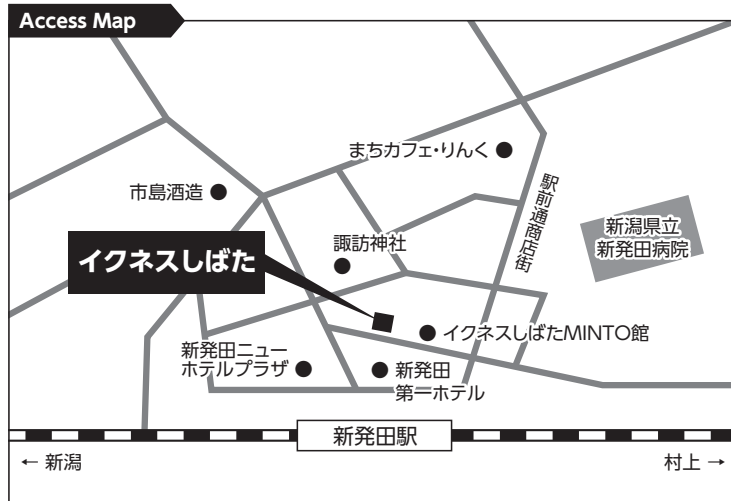 Access Map
まちカフェ・りんく
市島酒造
駅前通商店街
新潟県立
新発田病院
諏訪神社
イクネスしばた
イクネスしばたMINTO館
新発田ニュー
ホテルプラザ
新発田
第一ホテル
新発田駅
← 新潟
村上 →